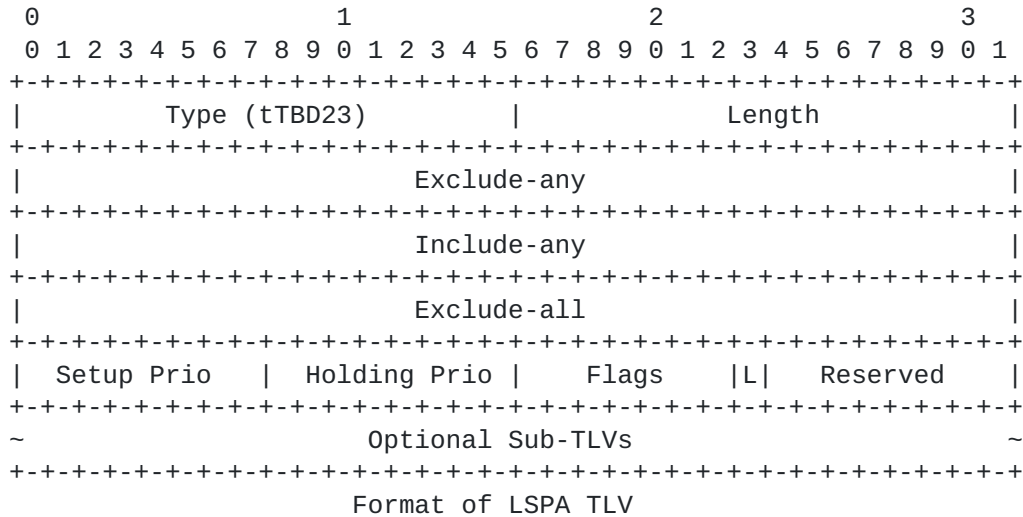 0                   1                   2                   3
 0 1 2 3 4 5 6 7 8 9 0 1 2 3 4 5 6 7 8 9 0 1 2 3 4 5 6 7 8 9 0 1
+-+-+-+-+-+-+-+-+-+-+-+-+-+-+-+-+-+-+-+-+-+-+-+-+-+-+-+-+-+-+-+-+
|         Type (tTBD23)         |             Length            |
+-+-+-+-+-+-+-+-+-+-+-+-+-+-+-+-+-+-+-+-+-+-+-+-+-+-+-+-+-+-+-+-+
|                         Exclude-any                           |
+-+-+-+-+-+-+-+-+-+-+-+-+-+-+-+-+-+-+-+-+-+-+-+-+-+-+-+-+-+-+-+-+
|                         Include-any                           |
+-+-+-+-+-+-+-+-+-+-+-+-+-+-+-+-+-+-+-+-+-+-+-+-+-+-+-+-+-+-+-+-+
|                         Exclude-all                           |
+-+-+-+-+-+-+-+-+-+-+-+-+-+-+-+-+-+-+-+-+-+-+-+-+-+-+-+-+-+-+-+-+
|  Setup Prio   |  Holding Prio |    Flags    |L|   Reserved    |
+-+-+-+-+-+-+-+-+-+-+-+-+-+-+-+-+-+-+-+-+-+-+-+-+-+-+-+-+-+-+-+-+
~                      Optional Sub-TLVs                        ~
+-+-+-+-+-+-+-+-+-+-+-+-+-+-+-+-+-+-+-+-+-+-+-+-+-+-+-+-+-+-+-+-+
                     Format of LSPA TLV